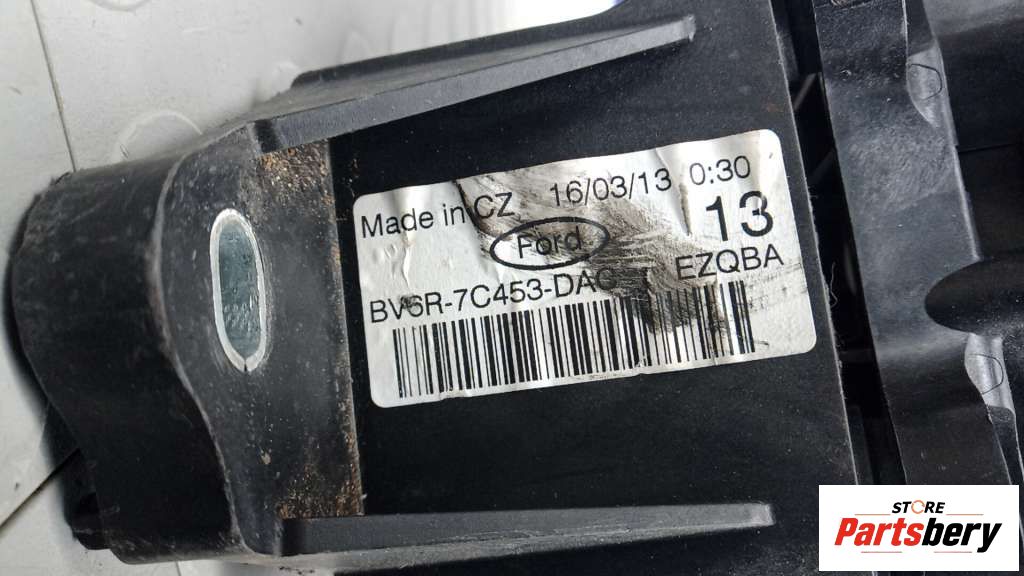 Made in CZ 16/03/13 0:30
Ford 13
BV6R-7C453-DAC EZQBA
STORE
Partsbery